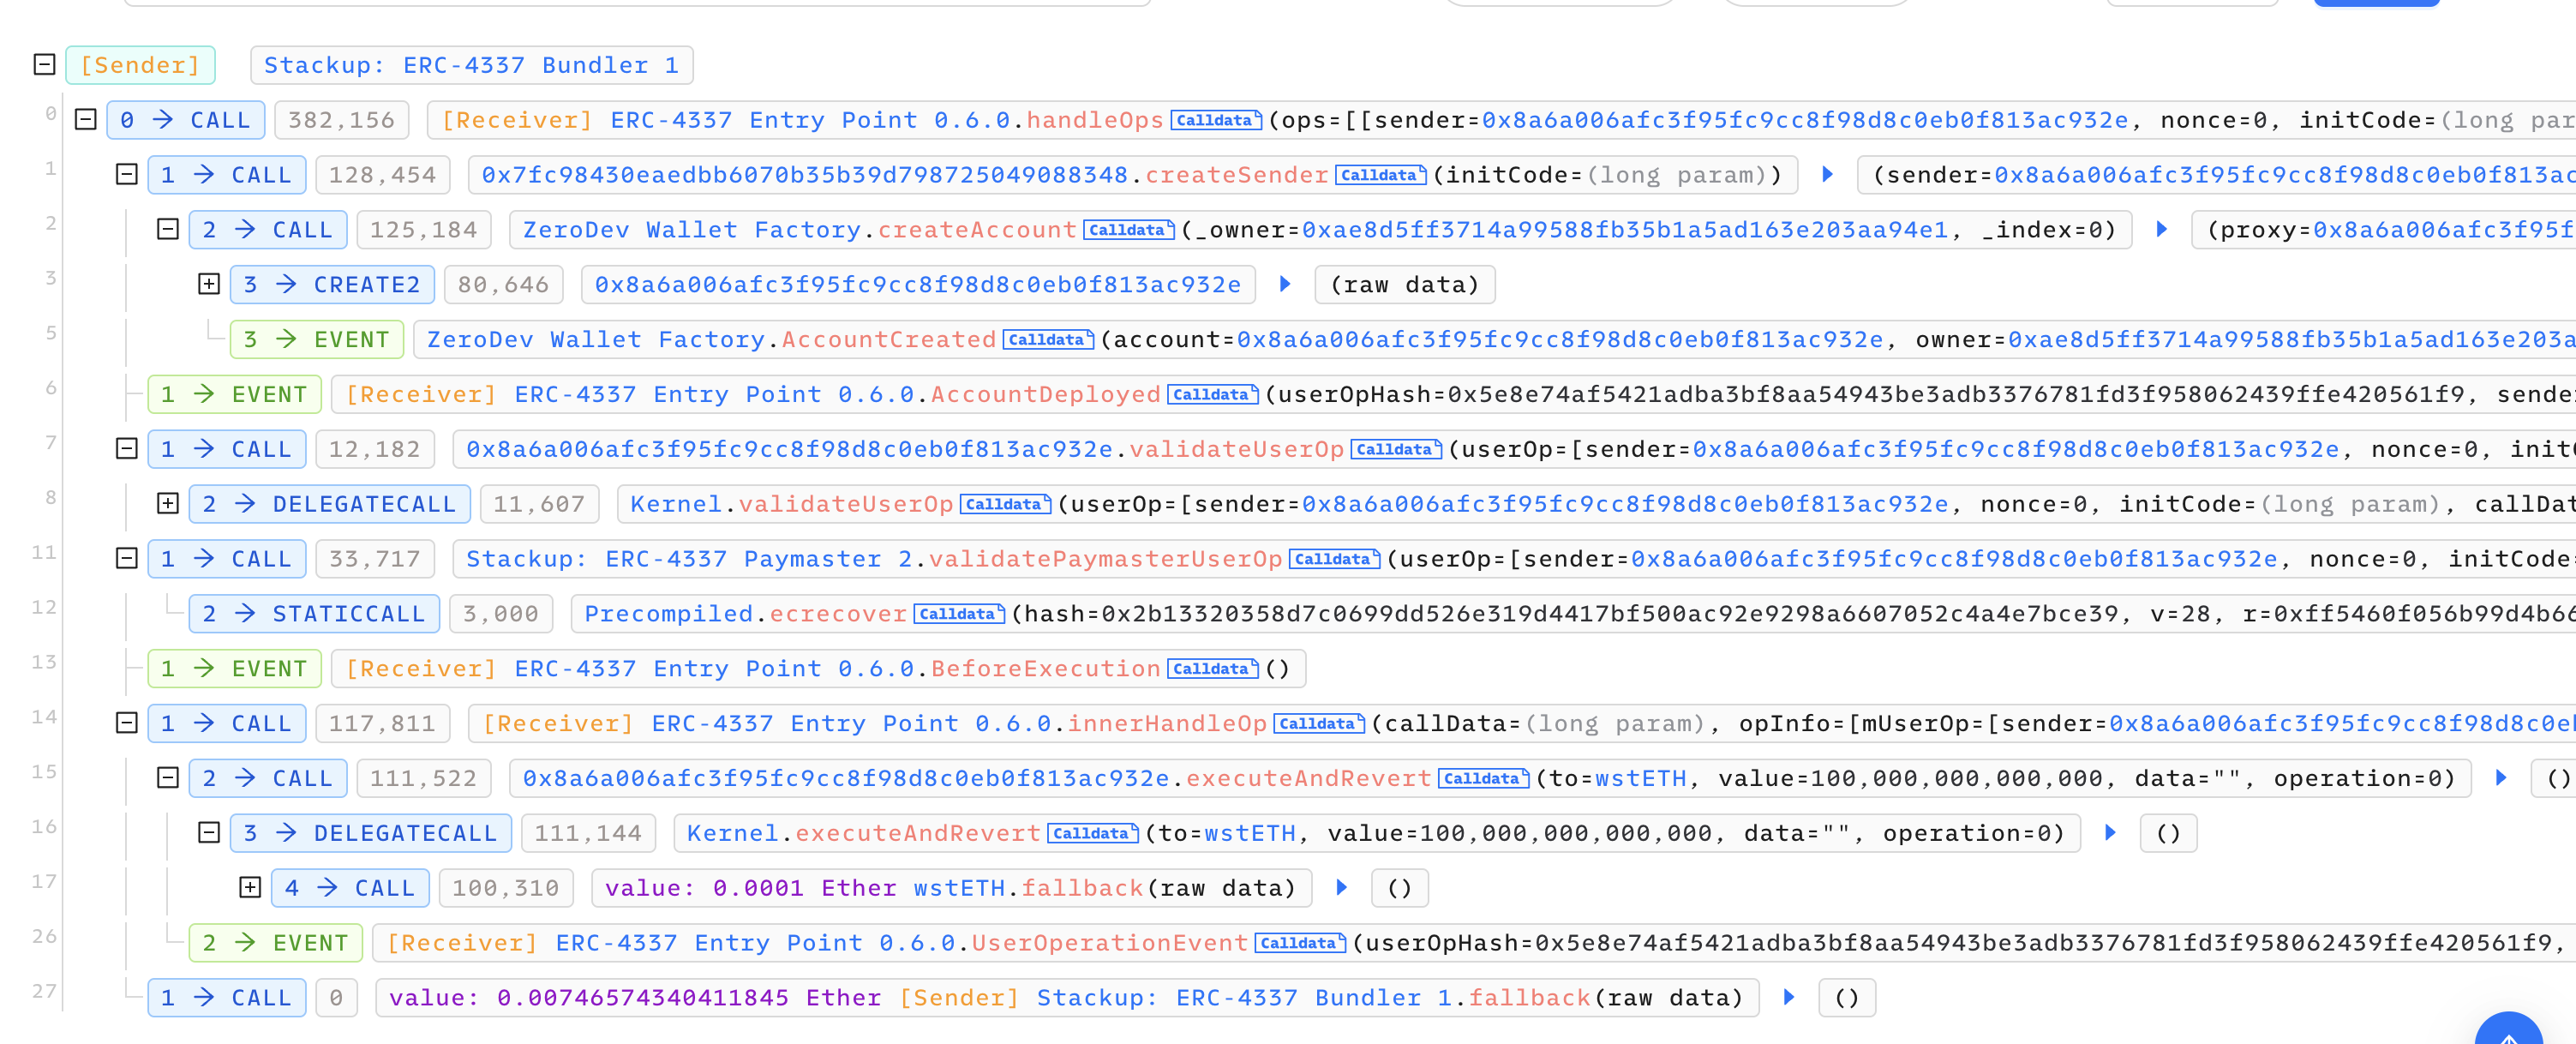 [Sender] Stackup: ERC-4337 Bundler 1
0 0 → CALL 382,156 [Receiver] ERC-4337 Entry Point 0.6.0.handleOps Calldata (ops=[[sender=0x8a6a006afc3f95fc9cc8f98d8c0eb0f813ac932e, nonce=0, initCode=(long par
1 1 → CALL 128,454 0x7fc98430eaedbb6070b35b39d798725049088348.createSender Calldata (initCode=(long param)) (sender=0x8a6a006afc3f95fc9cc8f98d8c0eb0f813ac
2 2 → CALL 125,184 ZeroDev Wallet Factory.createAccount Calldata (_owner=0xae8d5ff3714a99588fb35b1a5ad163e203aa94e1, _index=0) (proxy=0x8a6a006afc3f95f
3 3 → CREATE2 80,646 0x8a6a006afc3f95fc9cc8f98d8c0eb0f813ac932e (raw data)
5 3 → EVENT ZeroDev Wallet Factory.AccountCreated Calldata (account=0x8a6a006afc3f95fc9cc8f98d8c0eb0f813ac932e, owner=0xae8d5ff3714a99588fb35b1a5ad163e203a
6 1 → EVENT [Receiver] ERC-4337 Entry Point 0.6.0.AccountDeployed Calldata (userOpHash=0x5e8e74af5421adba3bf8aa54943be3adb3376781fd3f958062439ffe420561f9, sende
7 1 → CALL 12,182 0x8a6a006afc3f95fc9cc8f98d8c0eb0f813ac932e.validateUserOp Calldata (userOp=[sender=0x8a6a006afc3f95fc9cc8f98d8c0eb0f813ac932e, nonce=0, init
8 2 → DELEGATECALL 11,607 Kernel.validateUserOp Calldata (userOp=[sender=0x8a6a006afc3f95fc9cc8f98d8c0eb0f813ac932e, nonce=0, initCode=(long param), callDat
11 1 → CALL 33,717 Stackup: ERC-4337 Paymaster 2.validatePaymasterUserOp Calldata (userOp=[sender=0x8a6a006afc3f95fc9cc8f98d8c0eb0f813ac932e, nonce=0, initCode=
12 2 → STATICCALL 3,000 Precompiled.ecrecover Calldata (hash=0x2b13320358d7c0699dd526e319d4417bf500ac92e9298a6607052c4a4e7bce39, v=28, r=0xff5460f056b99d4b66
13 1 → EVENT [Receiver] ERC-4337 Entry Point 0.6.0.BeforeExecution Calldata ()
14 1 → CALL 117,811 [Receiver] ERC-4337 Entry Point 0.6.0.innerHandleOp Calldata (callData=(long param), opInfo=[mUserOp=[sender=0x8a6a006afc3f95fc9cc8f98d8c0e
15 2 → CALL 111,522 0x8a6a006afc3f95fc9cc8f98d8c0eb0f813ac932e.executeAndRevert Calldata (to=wstETH, value=100,000,000,000,000, data="", operation=0) ()
16 3 → DELEGATECALL 111,144 Kernel.executeAndRevert Calldata (to=wstETH, value=100,000,000,000,000, data="", operation=0) ()
17 4 → CALL 100,310 value: 0.0001 Ether wstETH.fallback(raw data) ()
26 2 → EVENT [Receiver] ERC-4337 Entry Point 0.6.0.UserOperationEvent Calldata (userOpHash=0x5e8e74af5421adba3bf8aa54943be3adb3376781fd3f958062439ffe420561f9,
27 1 → CALL 0 value: 0.00746574340411845 Ether [Sender] Stackup: ERC-4337 Bundler 1.fallback(raw data) ()